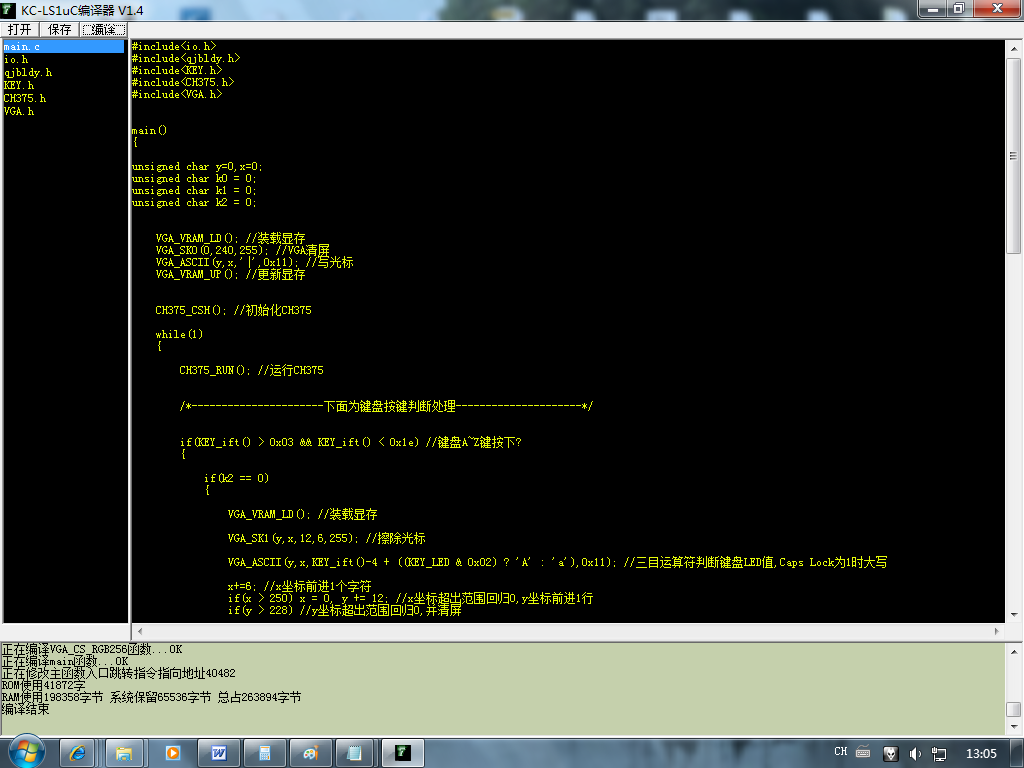 KC-LS1uC编译器 V1.4
打开 保存 编译
main.c
io.h
qjbldy.h
KEY.h
CH375.h
VGA.h
#include<io.h>
#include<qjbldy.h>
#include<KEY.h>
#include<CH375.h>
#include<VGA.h>
main()
{
unsigned char y=0,x=0;
unsigned char k0 = 0;
unsigned char k1 = 0;
unsigned char k2 = 0;
VGA_VRAM_LD(); //装载显存
VGA_SK0(0,240,255); //VGA清屏
VGA_ASCII(y,x,'|',0x11); //写光标
VGA_VRAM_UP(); //更新显存
CH375_CSH(); //初始化CH375
while(1)
{
CH375_RUN(); //运行CH375
/*----------------------下面为键盘按键判断处理---------------------*/
if(KEY_ift() > 0x03 && KEY_ift() < 0x1e) //键盘A~Z键按下?
{
if(k2 == 0)
{
VGA_VRAM_LD(); //装载显存
VGA_SK1(y,x,12,6,255); //擦除光标
VGA_ASCII(y,x,KEY_ift()-4 + ((KEY_LED & 0x02) ? 'A' : 'a'),0x11); //三目运算符判断键盘LED值,Caps Lock为1时大写
x+=6; //x坐标前进1个字符
if(x > 250) x = 0, y += 12; //x坐标超出范围回归0,y坐标前进1行
if(y > 228) //y坐标超出范围回归0,并清屏
正在编译VGA_CS_RGB256函数...OK
正在编译main函数...OK
正在修改主函数入口跳转指令指向地址40482
ROM使用41872字
RAM使用198358字节 系统保留65536字节 总占263894字节
编译结束
CH 13:05